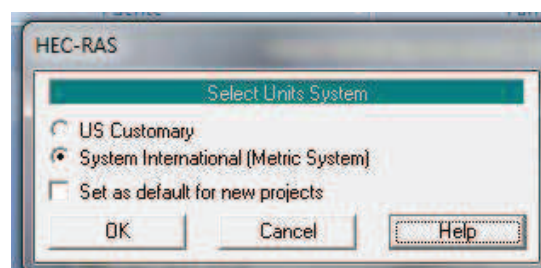 HEC-RAS
Select Units System
US Customary
System International (Metric System)
Set as default for new projects
OK Cancel Help